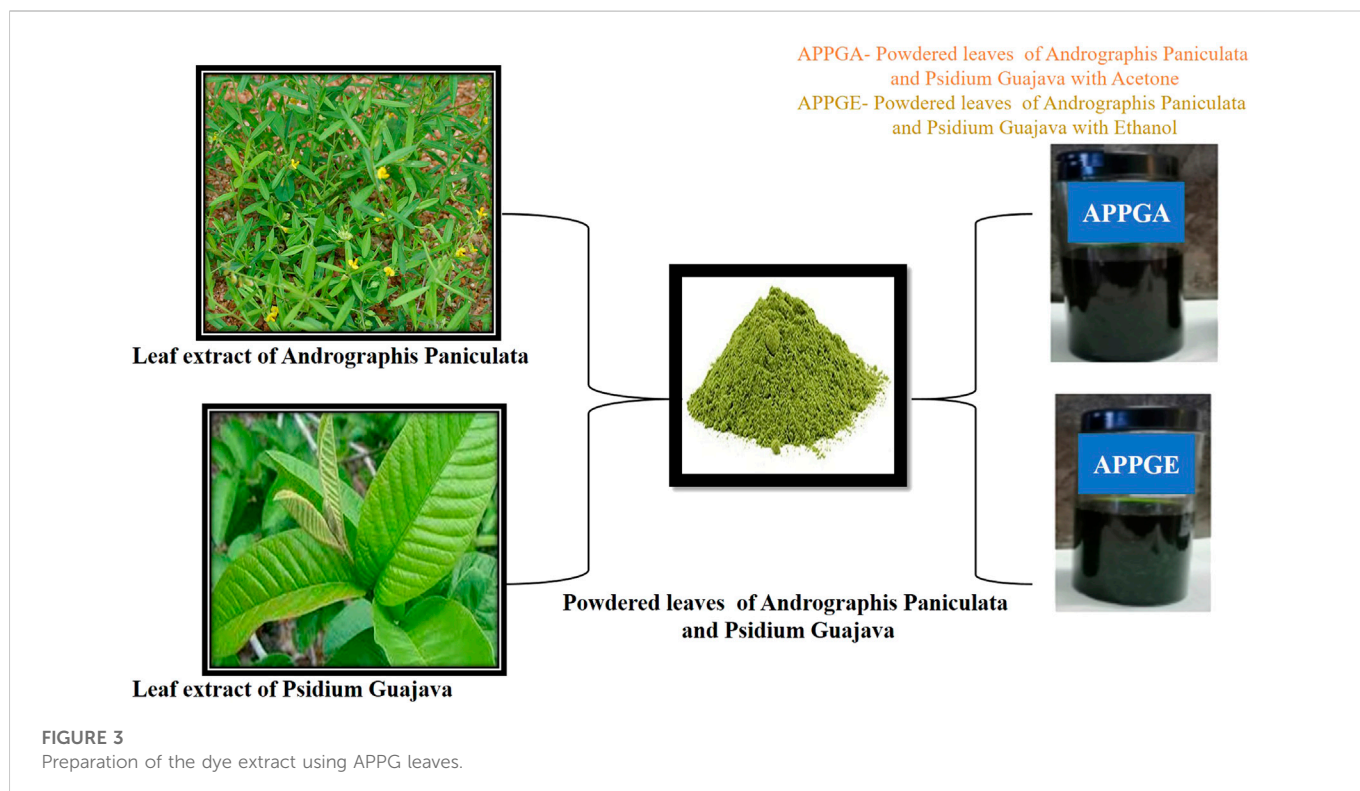 APPGA- Powdered leaves of Andrographis Paniculata
and Psidium Guajava with Acetone
APPGE- Powdered leaves of Andrographis Paniculata
and Psidium Guajava with Ethanol
APPGA
Leaf extract of Andrographis Paniculata
APPGE
Powdered leaves of Andrographis Paniculata
and Psidium Guajava
Leaf extract of Psidium Guajava
FIGURE 3
Preparation of the dye extract using APPG leaves.